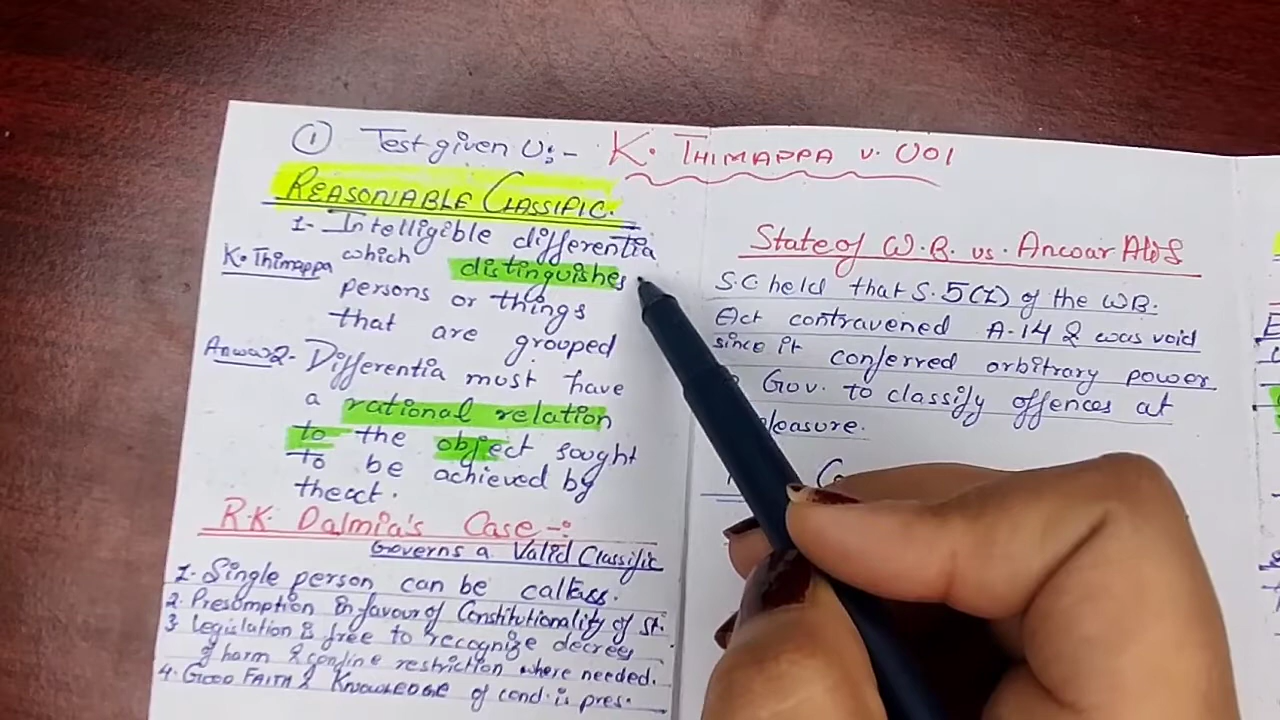 ① Test given U:- K. THIMAPPA v. UOI
REASONABLE CLASSIFIC.
1- Intelligible differentia
K. Thimappa which distinguishes
persons or things
that are grouped
2- Differentia must have
a rational relation
to the object sought
to be achieved by
the act.
R.K. Dalmia's Case -:
Governs a Valid Classific
1. Single person can be
2. Presomption in favour of Constitutionality of st.
3 legislation is free to recognize decrees
of harm & confine restriction where needed.
4. GOOD FAITH & KNOWLEDGE of cond. is pres.
State of W.B. vs. Anwar
S.C held that S. 5(1) of the WB.
Act contravened A-14 & was void
since it conferred arbitrary power
Gov. to classify offences at
pleasure.